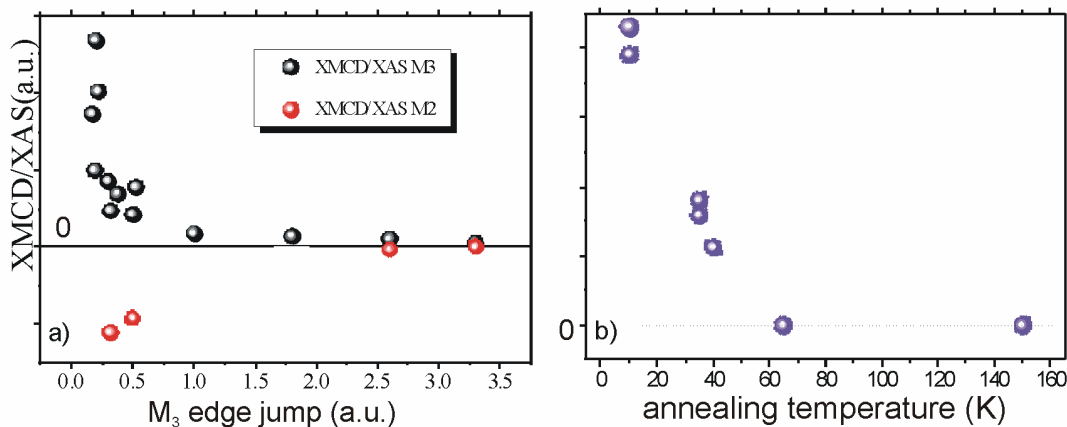 XMCD/XAS(a.u.)
XMCD/XAS M3
XMCD/XAS M2
0
a)
0.0 0.5 1.0 1.5 2.0 2.5 3.0 3.5
M₃ edge jump (a.u.)
0
b)
0 20 40 60 80 100 120 140 160
annealing temperature (K)